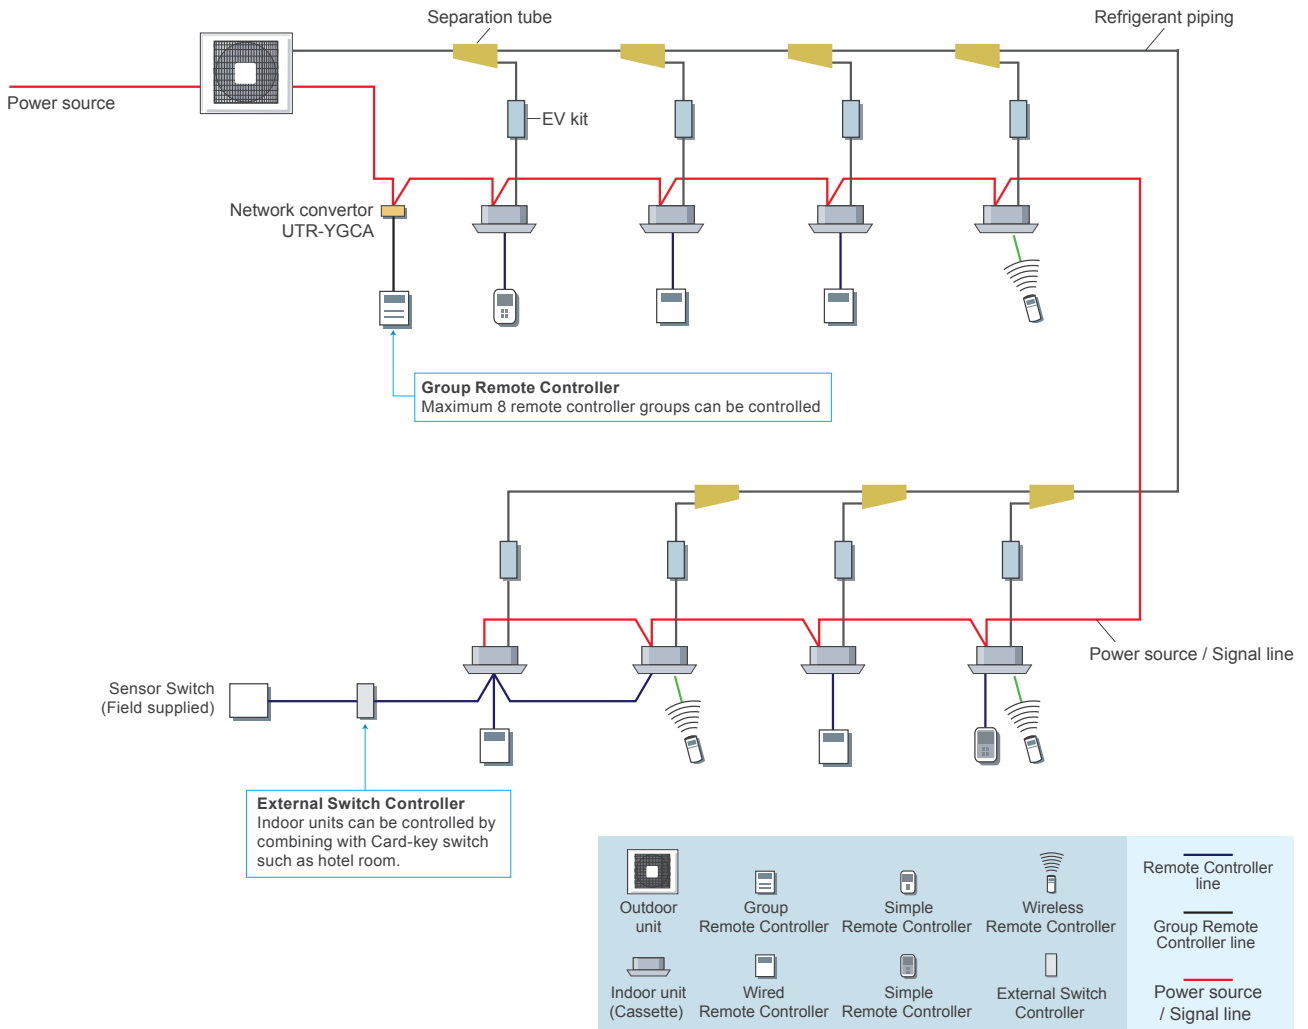 Separation tube
Refrigerant piping
Power source
EV kit
Network convertor
UTR-YGCA
Group Remote Controller
Maximum 8 remote controller groups can be controlled
Power source / Signal line
Sensor Switch
(Field supplied)
External Switch Controller
Indoor units can be controlled by
combining with Card-key switch
such as hotel room.
Outdoor
unit
Group
Remote Controller
Simple
Remote Controller
Wireless
Remote Controller
Indoor unit
(Cassette)
Wired
Remote Controller
Simple
Remote Controller
External Switch
Controller
Remote Controller
line
Group Remote
Controller line
Power source
/ Signal line